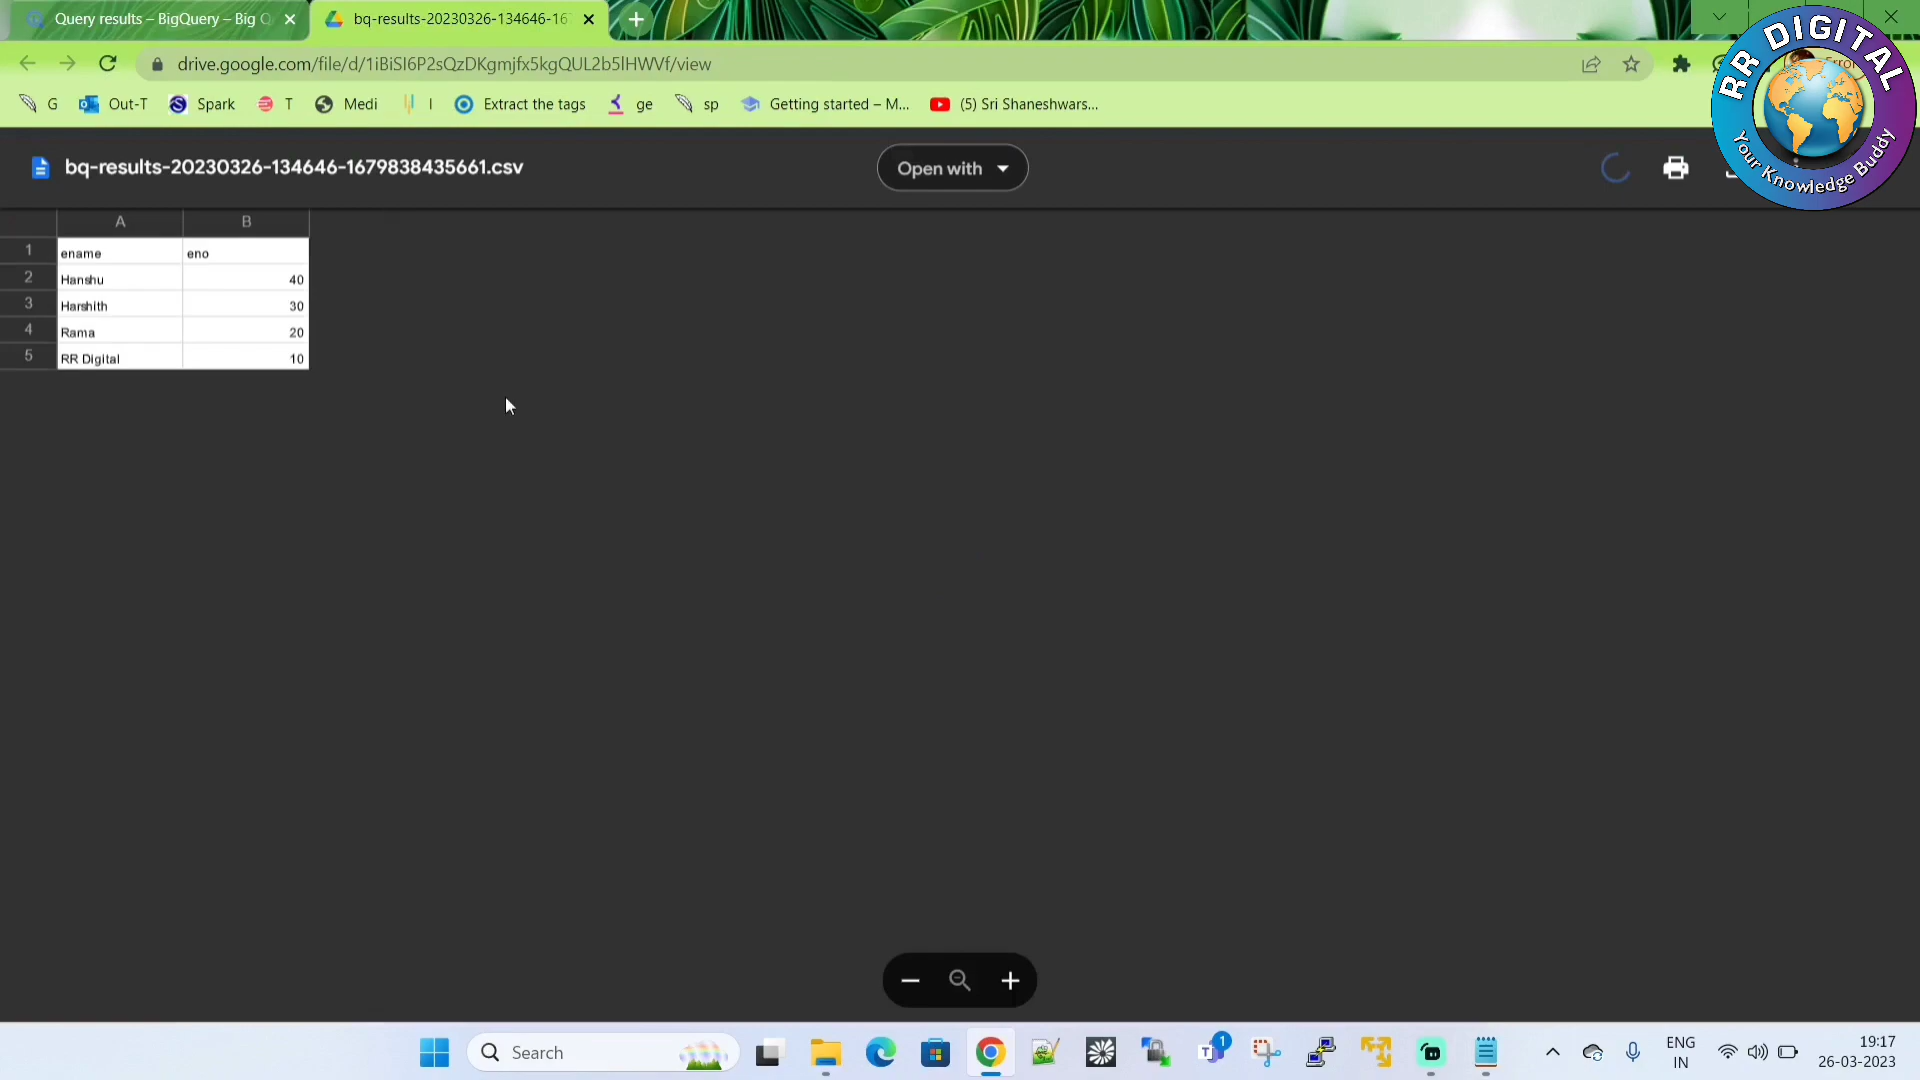 Query results – BigQuery – Big Q
bq-results-20230326-134646-167
drive.google.com/file/d/1iBiSI6P2sQzDKgmjfx5kgQUL2b5lHWVf/view
Error
G Out-T Spark T Medi I Extract the tags ge sp Getting started – M... (5) Sri Shaneshwars...
RR DIGITAL
Your Knowledge Buddy
bq-results-20230326-134646-1679838435661.csv
Open with
A B
1 ename eno
2 Hanshu 40
3 Harshith 30
4 Rama 20
5 RR Digital 10
Search
1
ENG
IN
19:17
26-03-2023